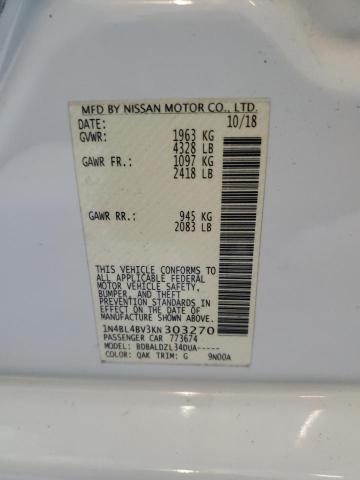 MFD BY NISSAN MOTOR CO., LTD.
DATE: 10/18
GVWR: 1963 KG
4328 LB
GAWR FR: 1097 KG
2418 LB
GAWR RR: 945 KG
2083 LB
THIS VEHICLE CONFORMS
TO ALL APPLICABLE FEDERAL
MOTOR VEHICLE SAFETY,
BUMPER, AND THEFT
PREVENTION STANDARDS IN
EFFECT ON THE DATE OF
MANUFACTURE SHOWN ABOVE.
1N4BL4BV3KN303270
PASSENGER CAR 773674
MODEL: BDBALDZL34DUA-----
COLOR: QAK TRIM: G 9N00A